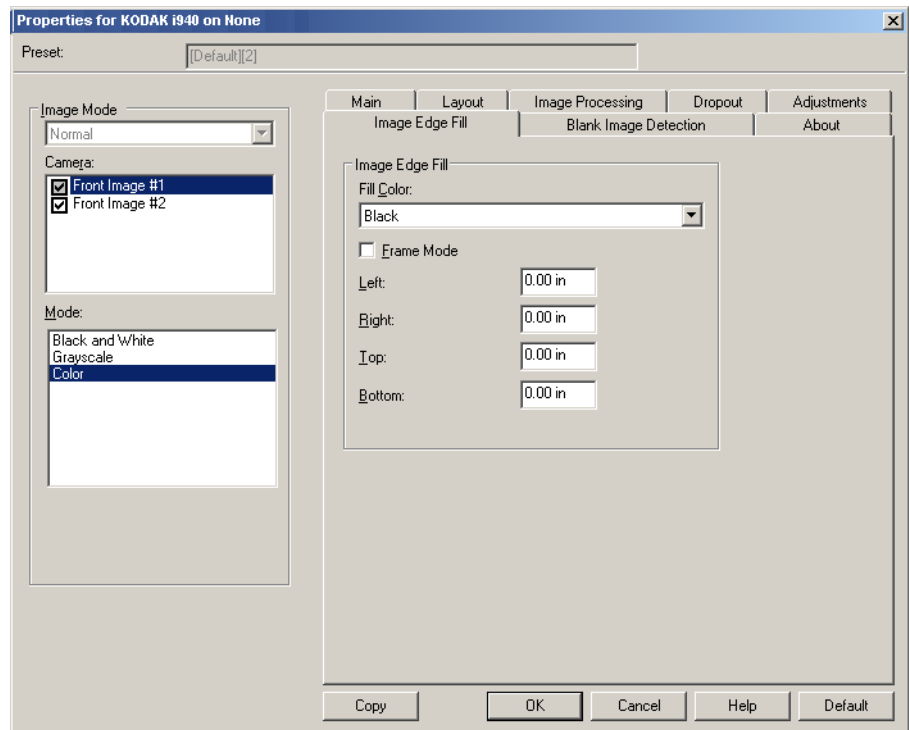 Properties for KODAK i940 on None
Preset:
[Default][2]
Image Mode
Normal
Camera:
Front Image #1
Front Image #2
Mode:
Black and White
Grayscale
Color
Main
Layout
Image Processing
Dropout
Adjustments
Image Edge Fill
Blank Image Detection
About
Image Edge Fill
Fill Color:
Black
Frame Mode
Left:
0.00 in
Right:
0.00 in
Top:
0.00 in
Bottom:
0.00 in
Copy
OK
Cancel
Help
Default